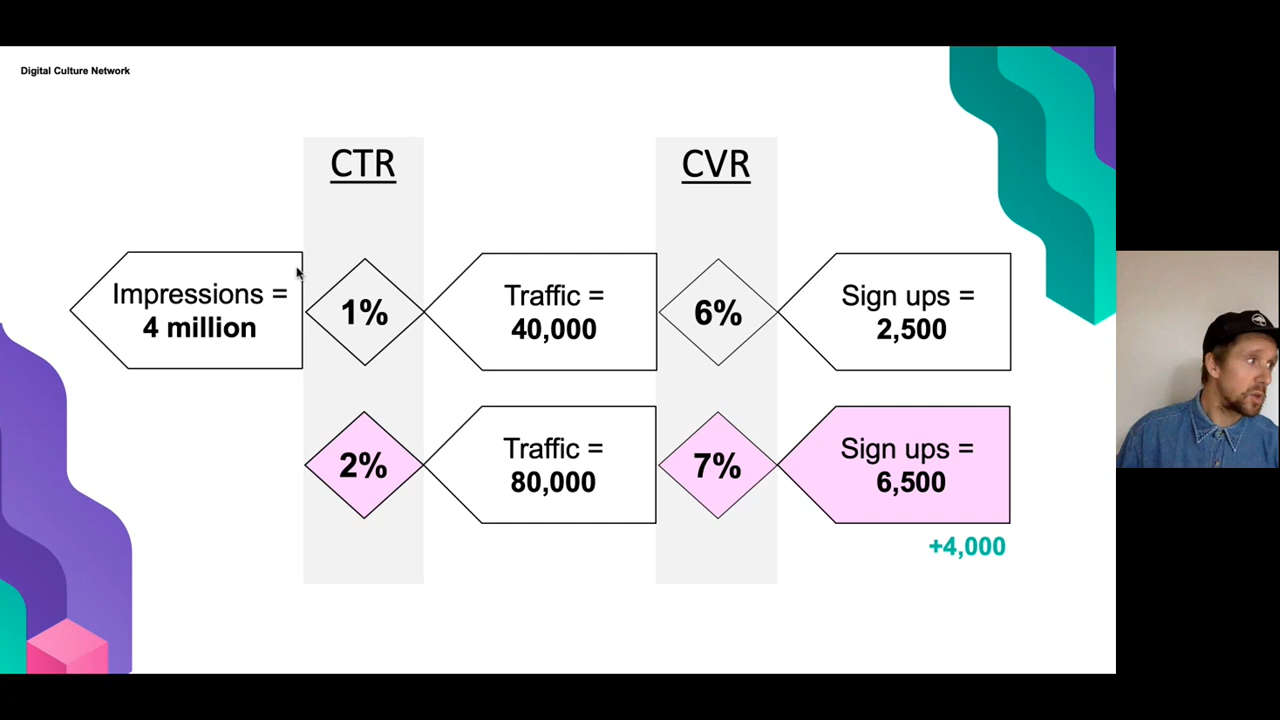 Digital Culture Network
CTR
CVR
Impressions =
4 million
1%
Traffic =
40,000
6%
Sign ups =
2,500
2%
Traffic =
80,000
7%
Sign ups =
6,500
+4,000